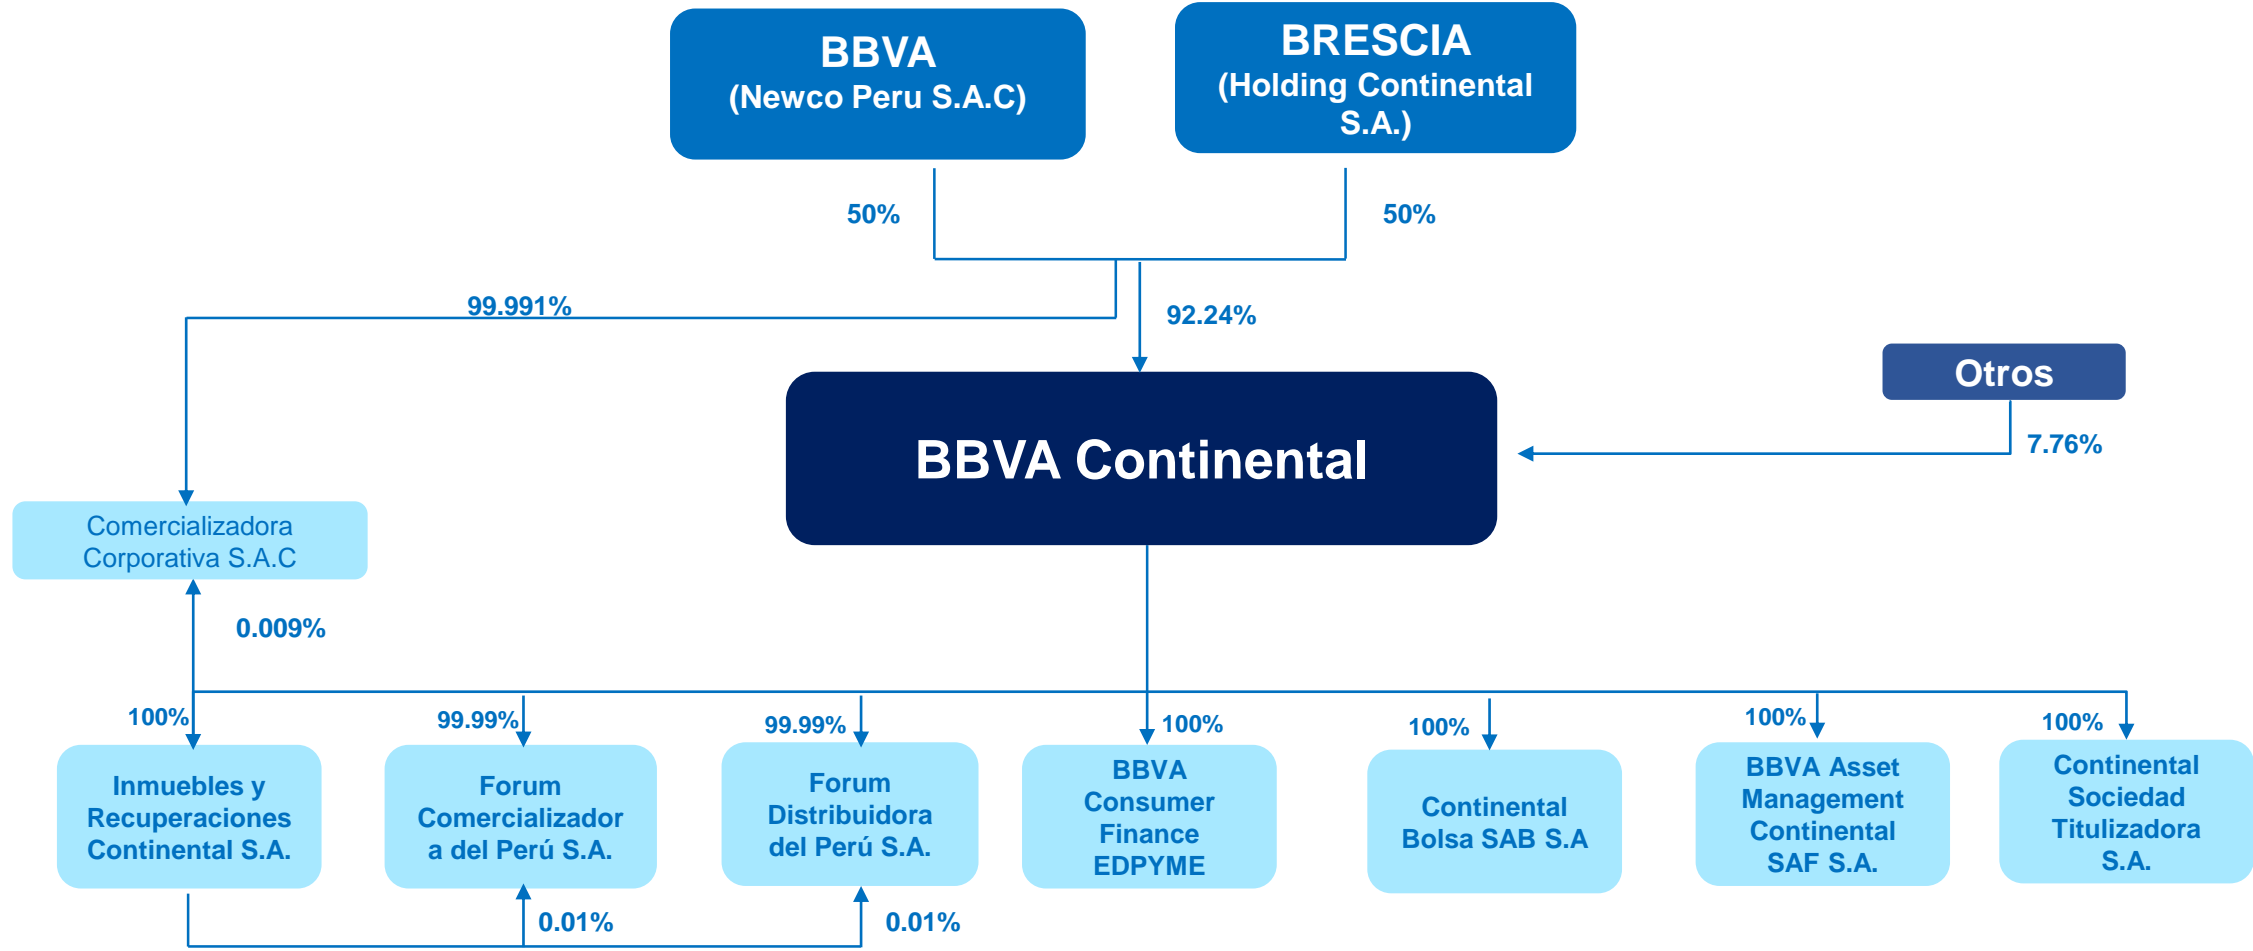 BBVA
(Newco Peru S.A.C)
BRESCIA
(Holding Continental
S.A.)
50%
50%
99.991%
92.24%
Otros
7.76%
BBVA Continental
Comercializadora
Corporativa S.A.C
0.009%
100%
99.99%
99.99%
100%
100%
100%
100%
Inmuebles y
Recuperaciones
Continental S.A.
Forum
Comercializador
a del Perú S.A.
Forum
Distribuidora
del Perú S.A.
BBVA
Consumer
Finance
EDPYME
Continental
Bolsa SAB S.A
BBVA Asset
Management
Continental
SAF S.A.
Continental
Sociedad
Titulizadora
S.A.
0.01%
0.01%